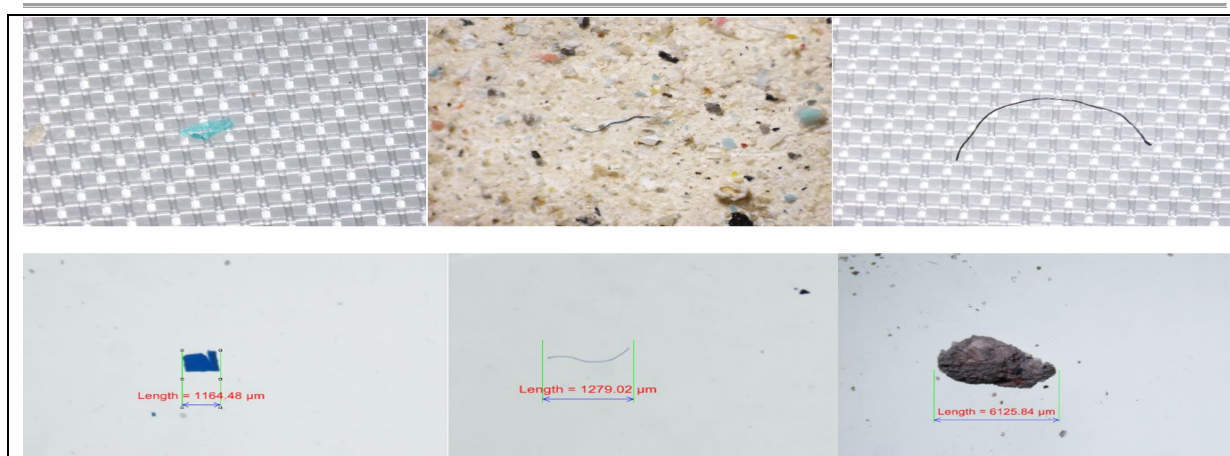 Length = 1164.48 µm
Length = 1279.02 µm
Length = 6125.84 µm